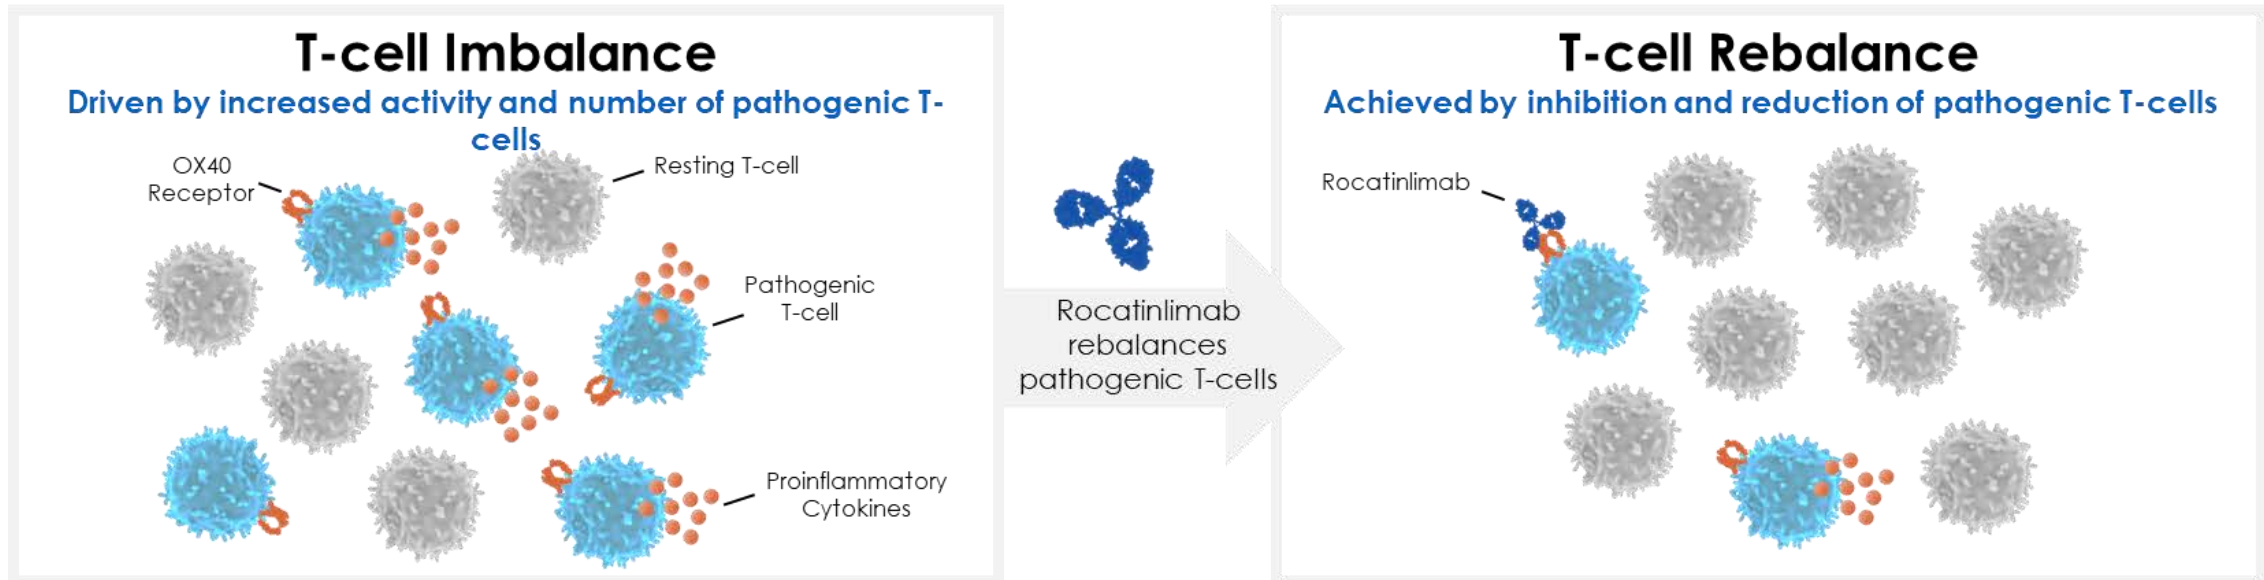 T-cell Imbalance
Driven by increased activity and number of pathogenic T-
cells
OX40
Receptor
Resting T-cell
Pathogenic
T-cell
Proinflammatory
Cytokines
Rocatinlimab
rebalances
pathogenic T-cells
T-cell Rebalance
Achieved by inhibition and reduction of pathogenic T-cells
Rocatinlimab